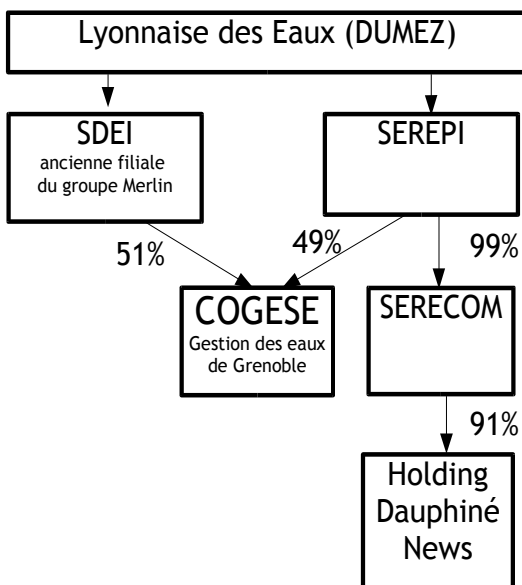 Lyonnaise des Eaux (DUMEZ)
SDEI
ancienne filiale
du groupe Merlin
SEREPI
51%
49%
99%
COGESE
Gestion des eaux
de Grenoble
SERECOM
91%
Holding
Dauphiné
News